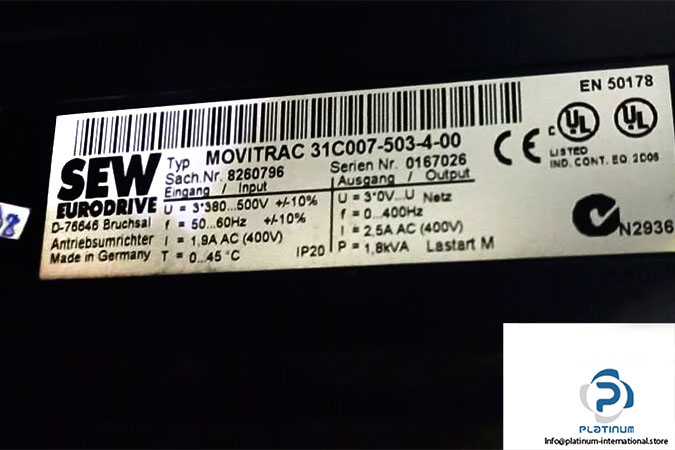 EN 50178
Typ MOVITRAC 31C007-503-4-00
SEW
EURODRIVE
D-76646 Bruchsal
Antriebsumrichter
Made in Germany
Sach.Nr. 8260796
Serien Nr. 0167026
Eingang / Input
U = 3*380...500V +/-10%
f = 50...60Hz +/-10%
I = 1,9A AC (400V)
T = 0...45 °C
IP20
Ausgang / Output
U = 3*0V...U Netz
f = 0...400Hz
I = 2,5A AC (400V)
P = 1,8kVA Lastart M
CE
c UL
UL
LISTED
IND. CONT. EQ. 2D06
N2936
PLATINUM
INTERNATIONAL
Info@platinum-international.store